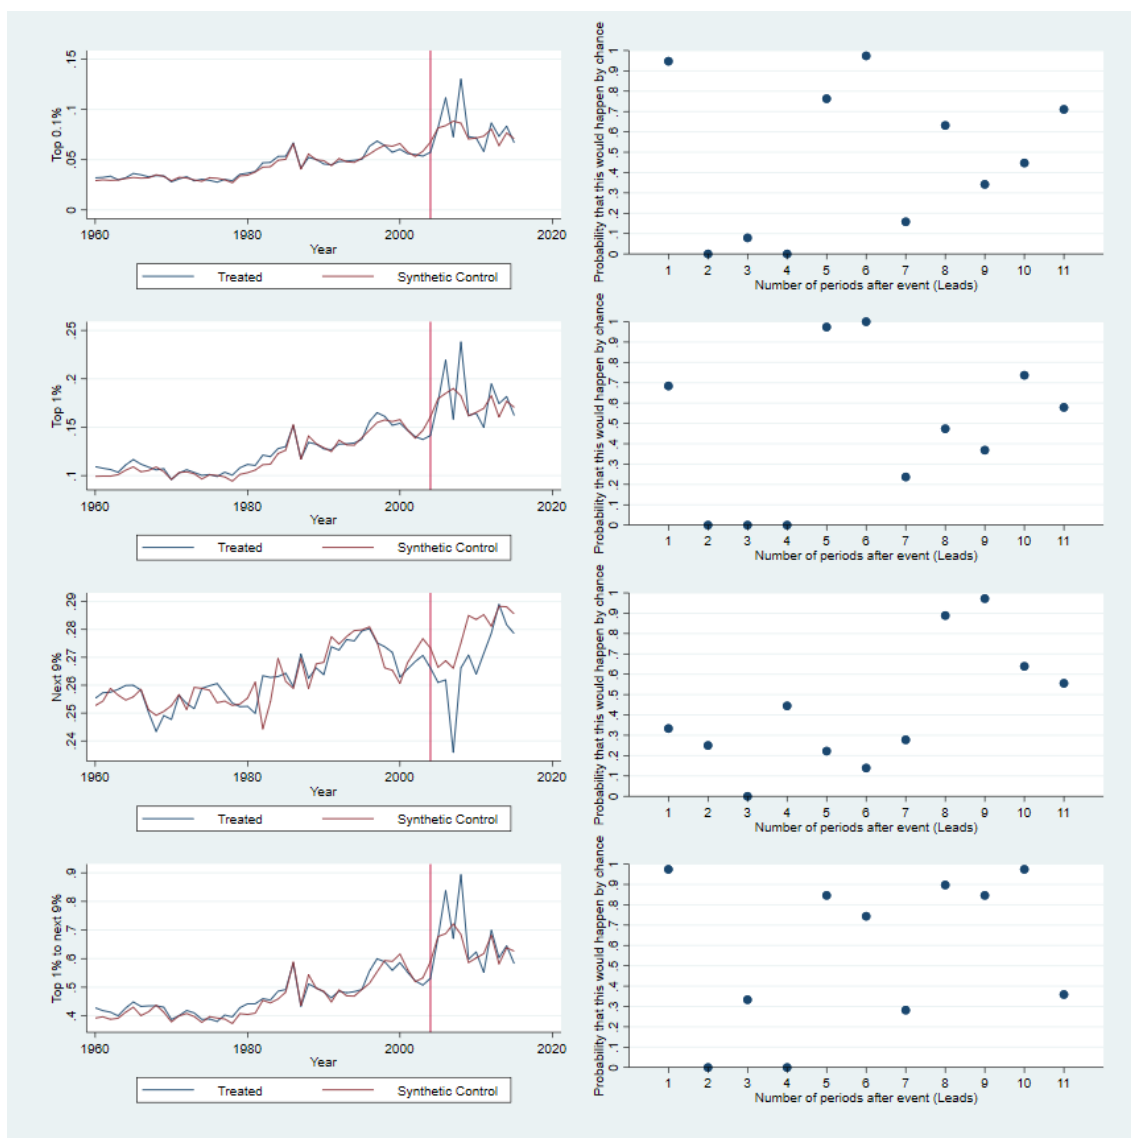 Top 0.1%
.15
.1
.05
0
1960 1980 2000 2020
Year
Treated Synthetic Control
Probability that this would happen by chance
1
.9
.8
.7
.6
.5
.4
.3
.2
.1
0
1 2 3 4 5 6 7 8 9 10 11
Number of periods after event (Leads)
Top 1%
.25
.2
.15
.1
1960 1980 2000 2020
Year
Treated Synthetic Control
Probability that this would happen by chance
1
.9
.8
.7
.6
.5
.4
.3
.2
.1
0
1 2 3 4 5 6 7 8 9 10 11
Number of periods after event (Leads)
Next 9%
.29
.28
.27
.26
.25
.24
1960 1980 2000 2020
Year
Treated Synthetic Control
Probability that this would happen by chance
1
.9
.8
.7
.6
.5
.4
.3
.2
.1
0
1 2 3 4 5 6 7 8 9 10 11
Number of periods after event (Leads)
Top 1% to next 9%
.9
.8
.7
.6
.5
.4
1960 1980 2000 2020
Year
Treated Synthetic Control
Probability that this would happen by chance
1
.9
.8
.7
.6
.5
.4
.3
.2
.1
0
1 2 3 4 5 6 7 8 9 10 11
Number of periods after event (Leads)